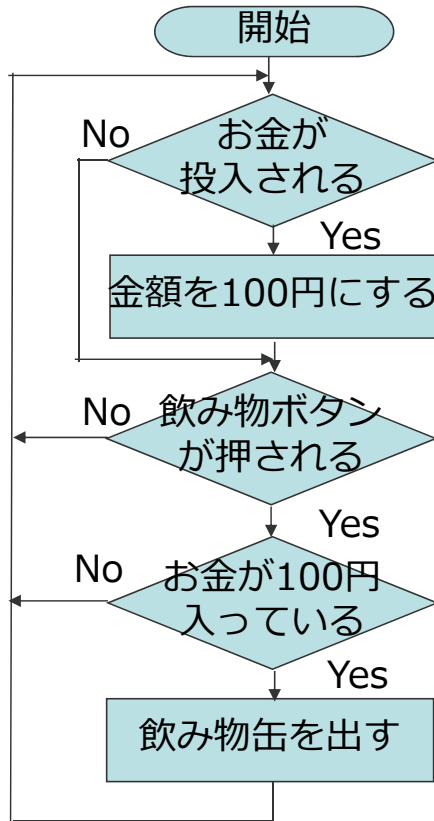 開始
No
お金が
投入される
Yes
金額を100円にする
No
飲み物ボタン
が押される
Yes
No
お金が100円
入っている
Yes
飲み物缶を出す